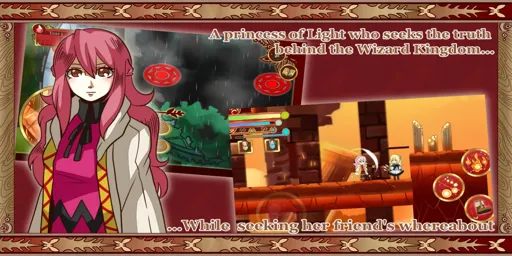 A princess of Light who seeks the truth
behind the Wizard Kingdom...
...While seeking her friend's whereabout